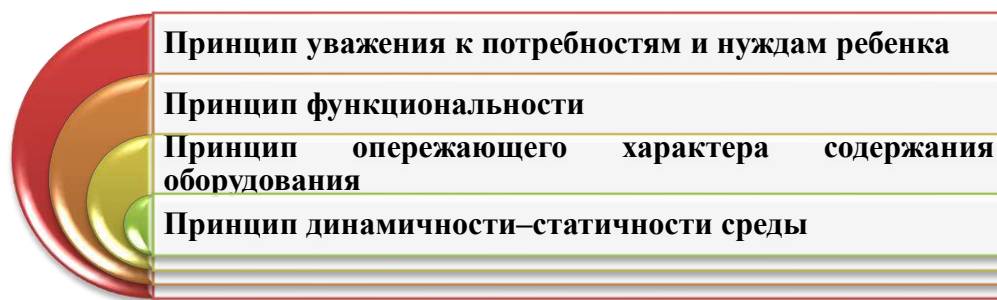 Принцип уважения к потребностям и нуждам ребенка
Принцип функциональности
Принцип опережающего характера содержания
оборудования
Принцип динамичности–статичности среды